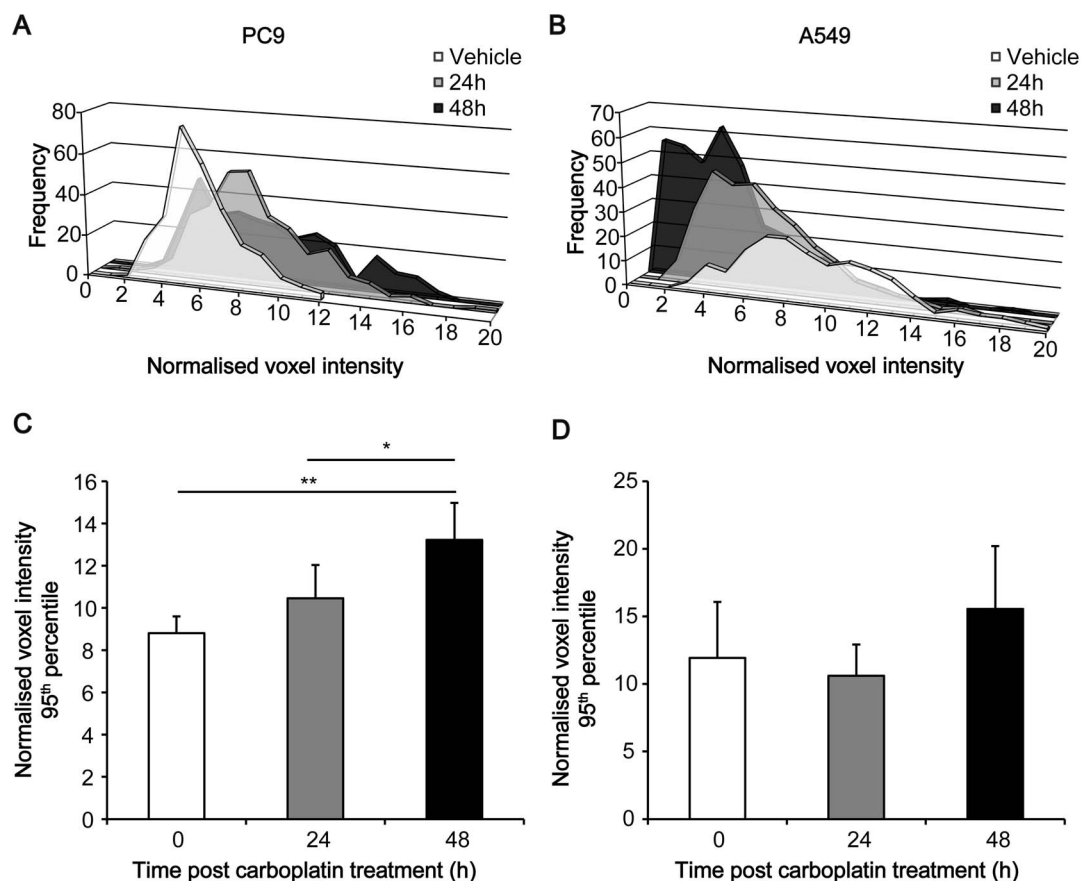 A
PC9
Vehicle
24h
48h
80
60
40
20
0
Frequency
0 2 4 6 8 10 12 14 16 18 20
Normalised voxel intensity
B
A549
Vehicle
24h
48h
70
60
50
40
30
20
10
0
Frequency
0 2 4 6 8 10 12 14 16 18 20
Normalised voxel intensity
C
*
**
16
14
12
10
8
6
4
2
0
Normalised voxel intensity
95th percentile
0 24 48
Time post carboplatin treatment (h)
D
25
20
15
10
5
0
Normalised voxel intensity
95th percentile
0 24 48
Time post carboplatin treatment (h)